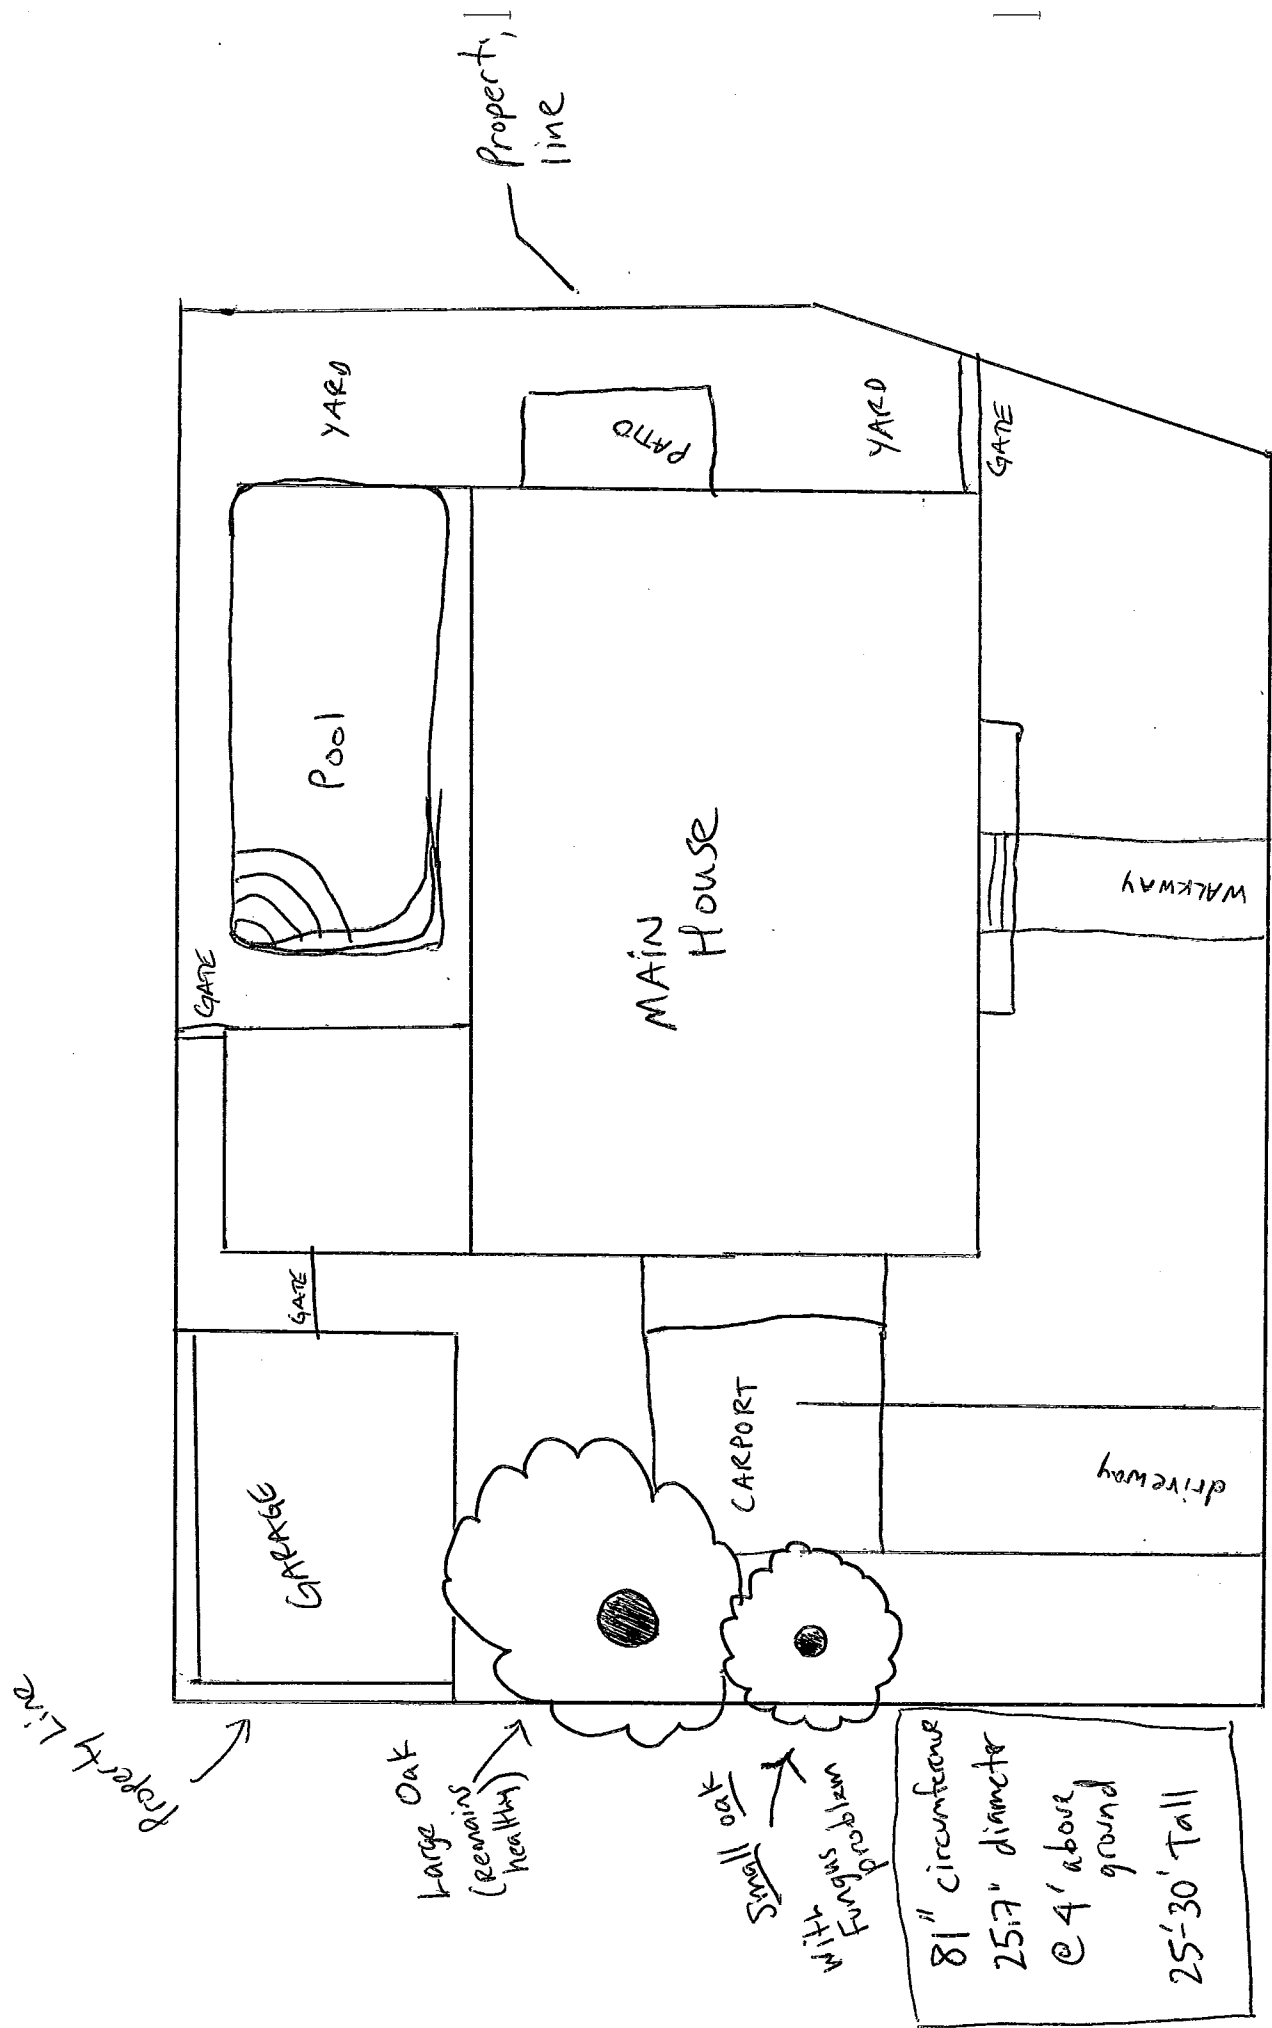 Property Line
Large Oak
(remains
healthy)
Small oak
with
Fungus
problem
81" circumference
25.7" diameter
@ 4' above
ground
25'-30' Tall
GARAGE
GATE
GATE
Pool
YARD
CARPORT
MAIN
House
PATIO
YARD
driveway
WALKWAY
GATE
Property
line